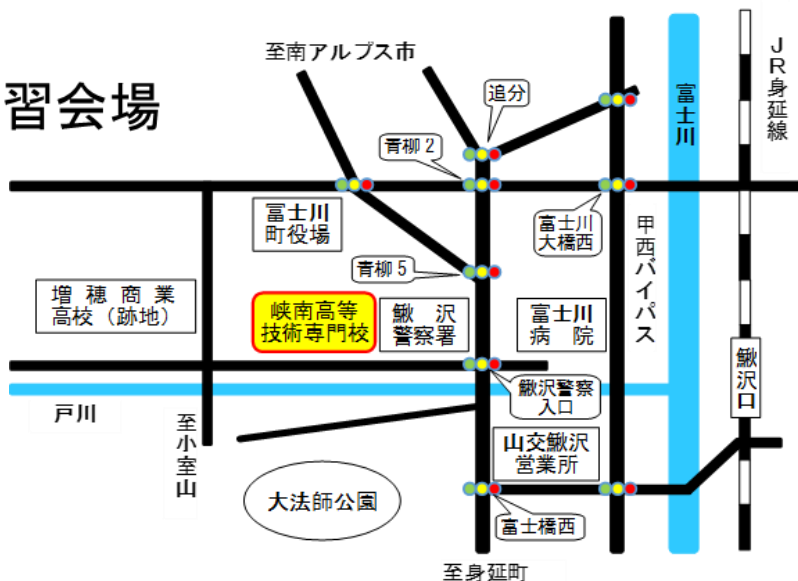 至南アルプス市
習会場
追分
青柳２
富士川
ＪＲ身延線
冨士川
町役場
富士川
大橋西
甲西バイパス
青柳５
増穂商業
高校（跡地）
峡南高等
技術専門校
鰍沢
警察署
富士川
病院
鰍沢口
鰍沢警察
入口
戸川
至小室山
山交鰍沢
営業所
大法師公園
富士橋西
至身延町